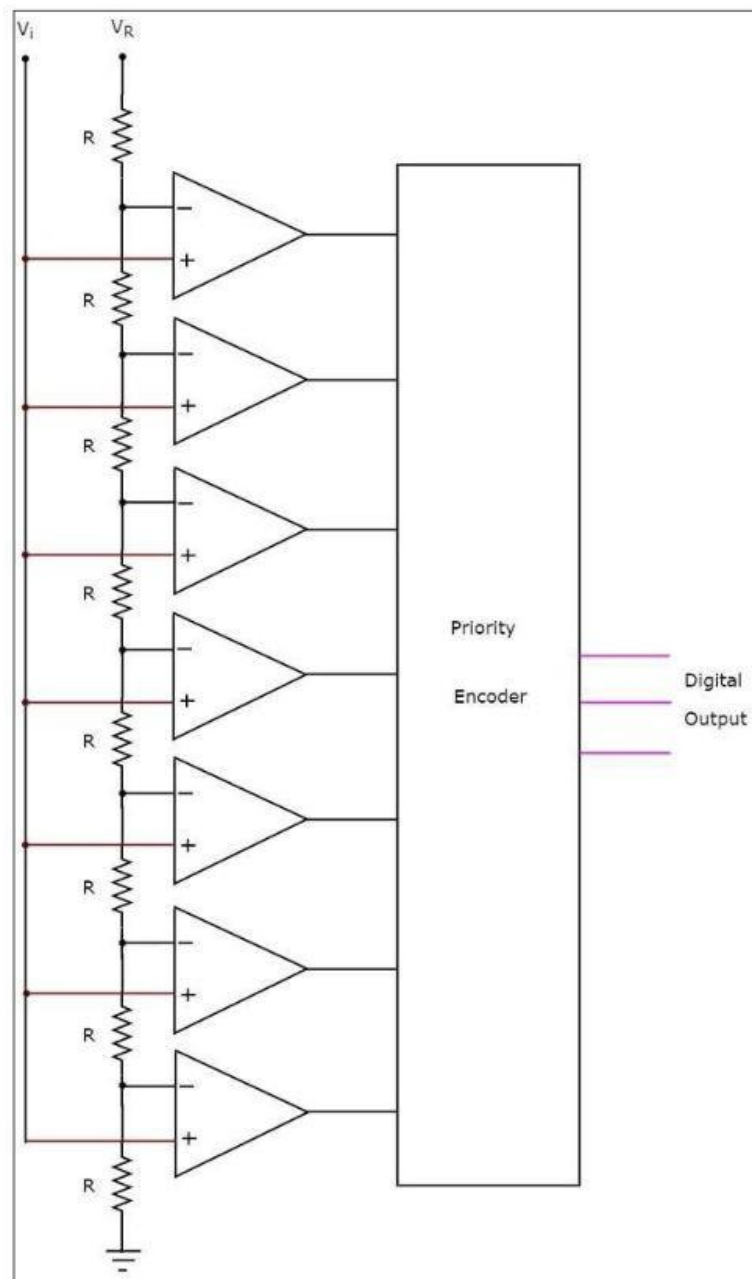 Vi VR
R
− +
R
− +
R
− +
R
− +
R
− +
R
− +
R
− +
R
Priority
Encoder
Digital
Output